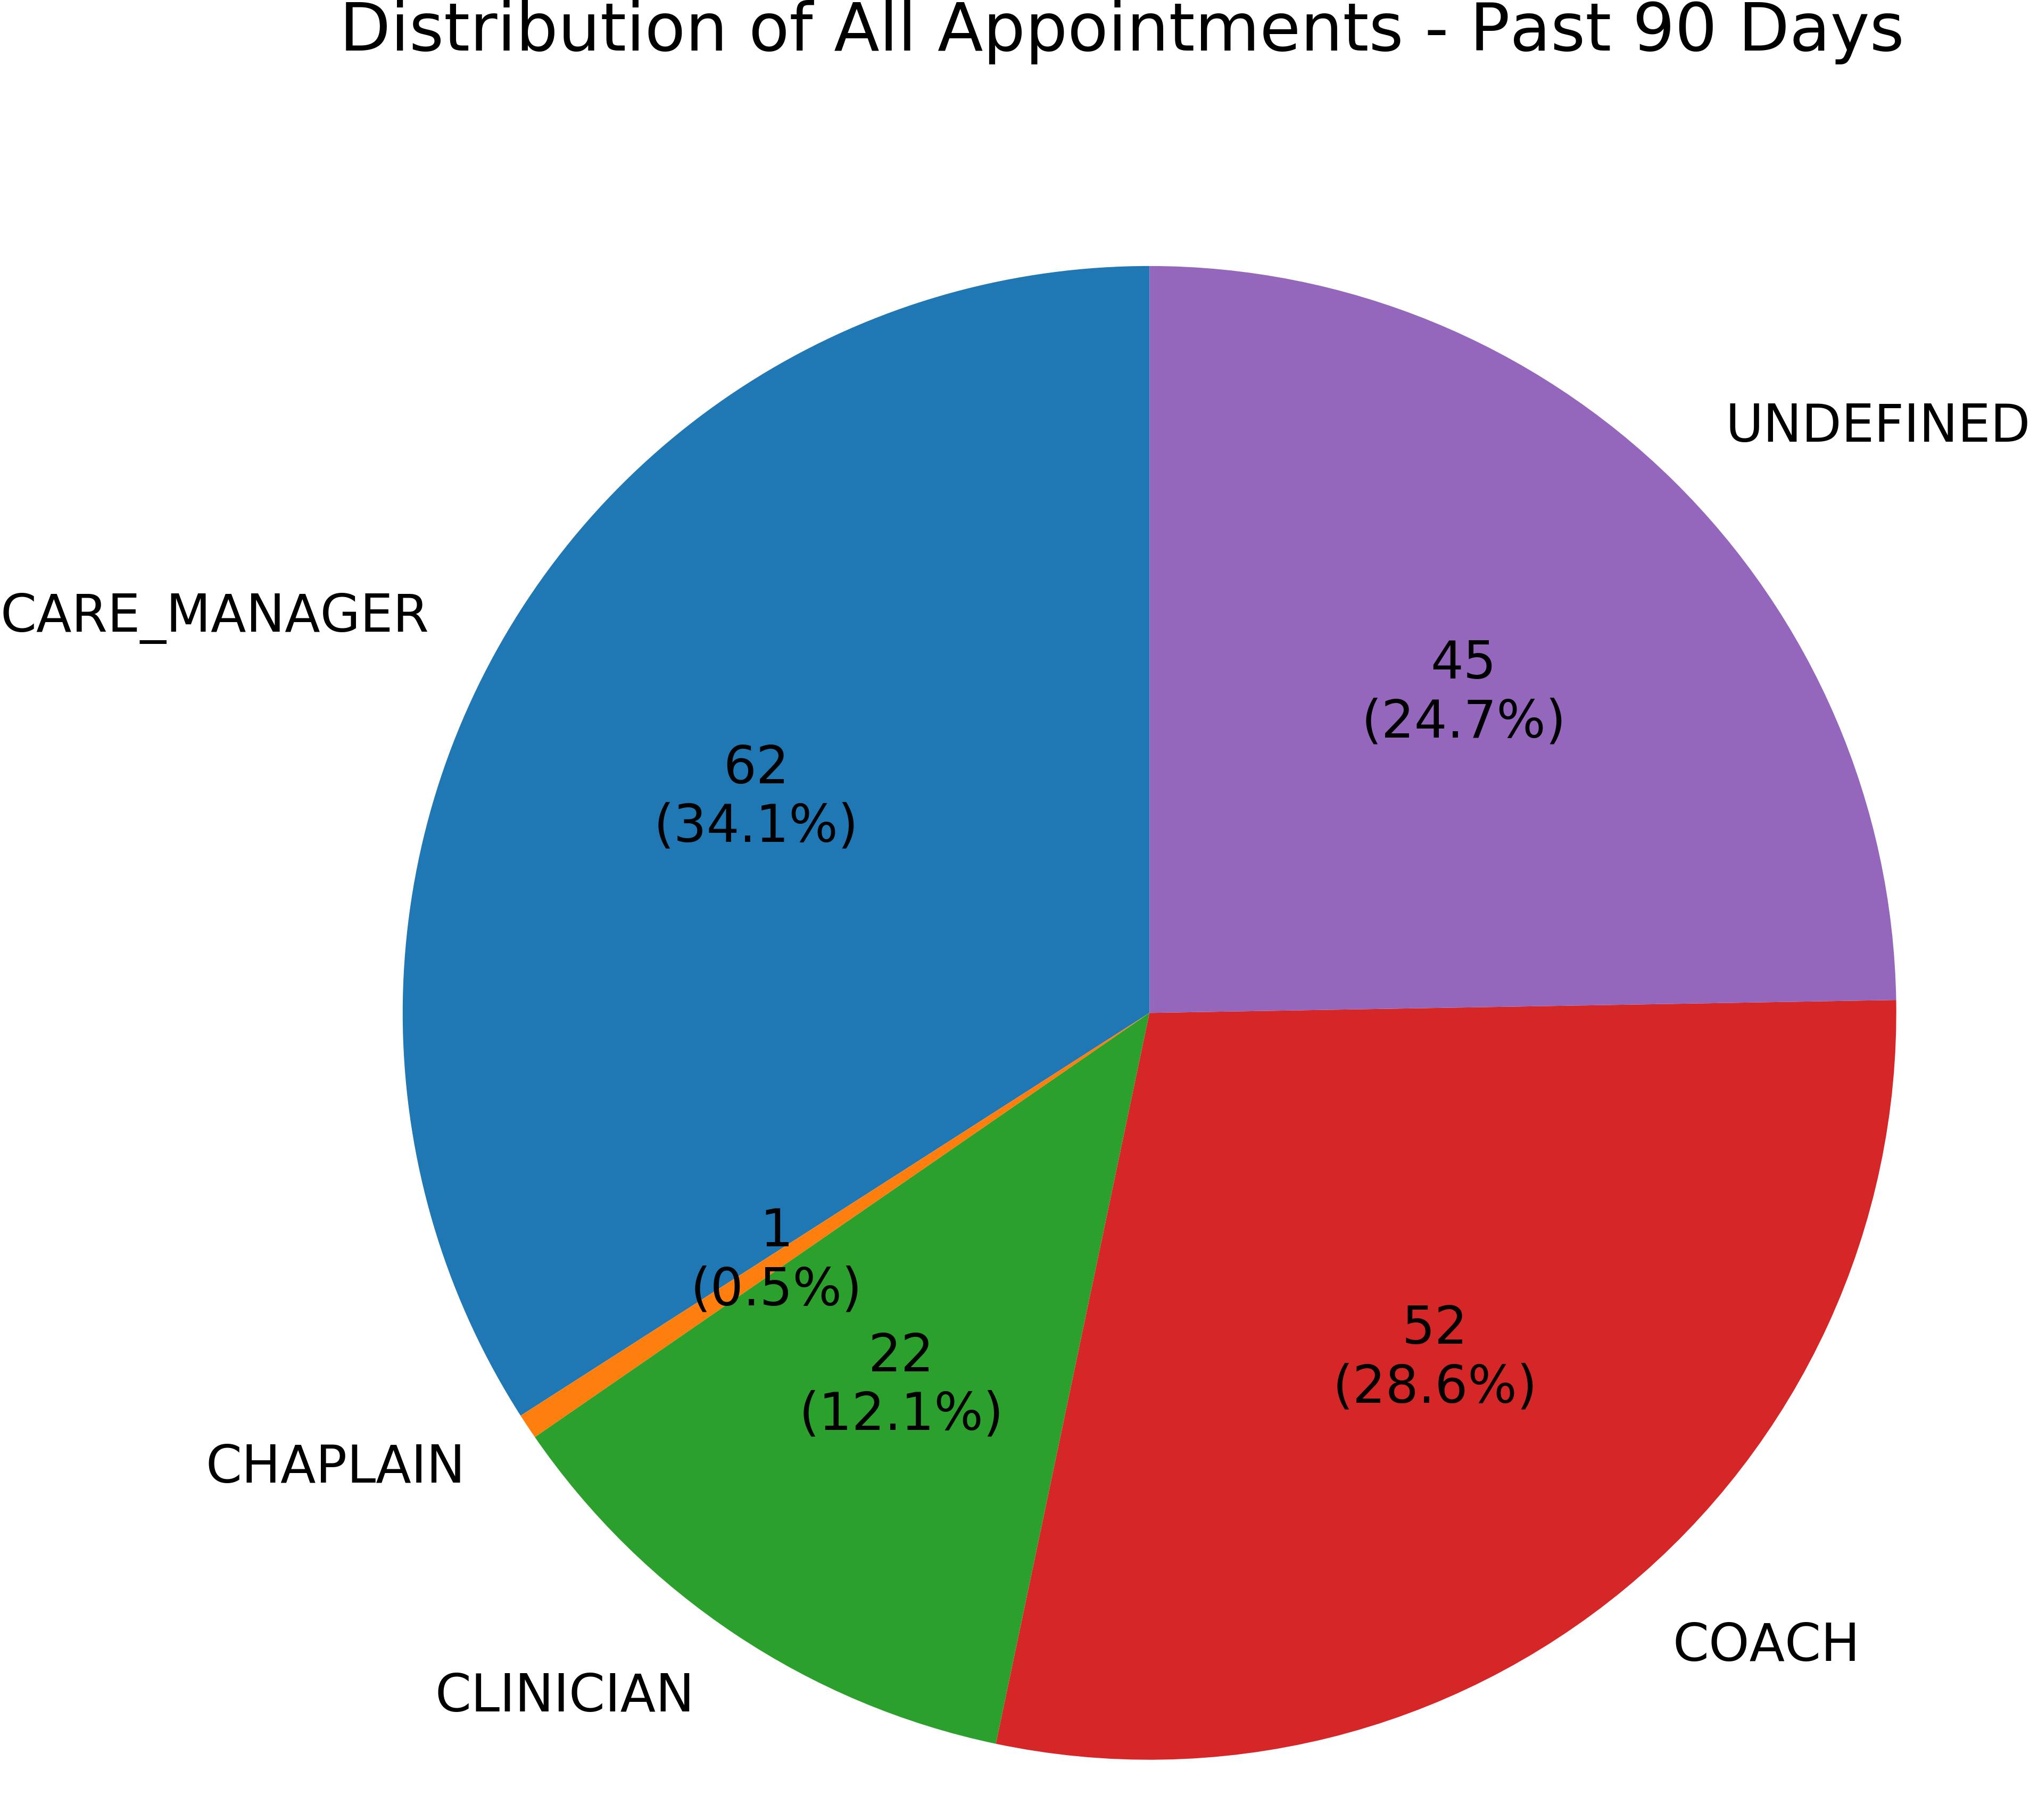 Distribution of All Appointments - Past 90 Days
UNDEFINED
45
(24.7%)
CARE_MANAGER
62
(34.1%)
1
(0.5%)
22
(12.1%)
52
(28.6%)
CHAPLAIN
COACH
CLINICIAN